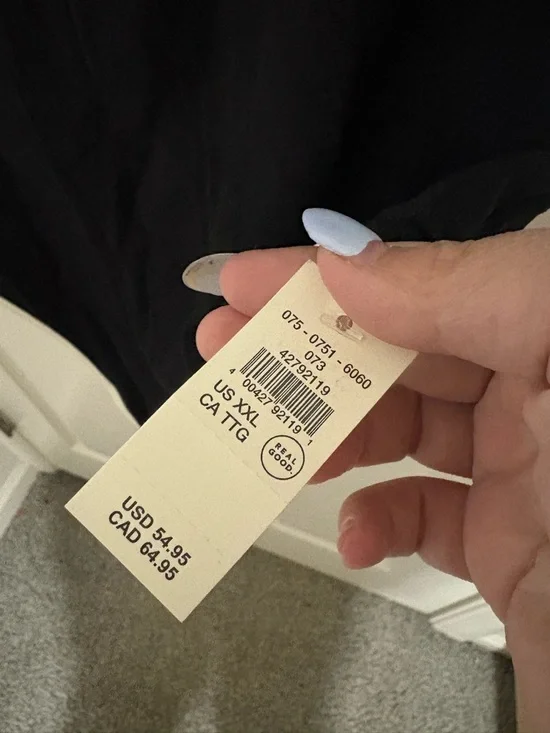 075 - 0751 - 6060
073
42792119
4 00427 92119 1
US XXL
CA TTG
REAL
GOOD.
USD 54.95
CAD 64.95